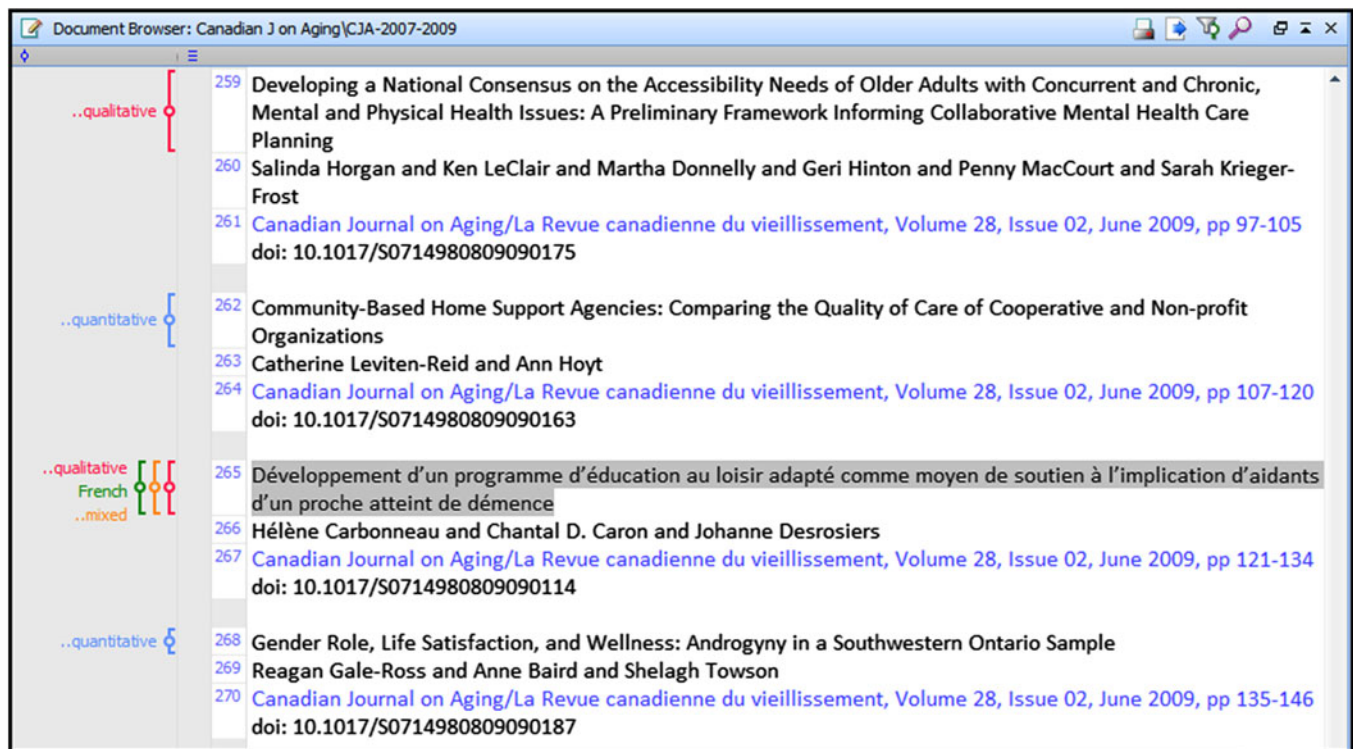 Document Browser: Canadian J on Aging\CJA-2007-2009
..qualitative
259 Developing a National Consensus on the Accessibility Needs of Older Adults with Concurrent and Chronic,
Mental and Physical Health Issues: A Preliminary Framework Informing Collaborative Mental Health Care
Planning
260 Salinda Horgan and Ken LeClair and Martha Donnelly and Geri Hinton and Penny MacCourt and Sarah Krieger-
Frost
261 Canadian Journal on Aging/La Revue canadienne du vieillissement, Volume 28, Issue 02, June 2009, pp 97-105
doi: 10.1017/S0714980809090175
..quantitative
262 Community-Based Home Support Agencies: Comparing the Quality of Care of Cooperative and Non-profit
Organizations
263 Catherine Leviten-Reid and Ann Hoyt
264 Canadian Journal on Aging/La Revue canadienne du vieillissement, Volume 28, Issue 02, June 2009, pp 107-120
doi: 10.1017/S0714980809090163
..qualitative
French
..mixed
265 Développement d’un programme d’éducation au loisir adapté comme moyen de soutien à l’implication d’aidants
d’un proche atteint de démence
266 Hélène Carbonneau and Chantal D. Caron and Johanne Desrosiers
267 Canadian Journal on Aging/La Revue canadienne du vieillissement, Volume 28, Issue 02, June 2009, pp 121-134
doi: 10.1017/S0714980809090114
..quantitative
268 Gender Role, Life Satisfaction, and Wellness: Androgyny in a Southwestern Ontario Sample
269 Reagan Gale-Ross and Anne Baird and Shelagh Towson
270 Canadian Journal on Aging/La Revue canadienne du vieillissement, Volume 28, Issue 02, June 2009, pp 135-146
doi: 10.1017/S0714980809090187